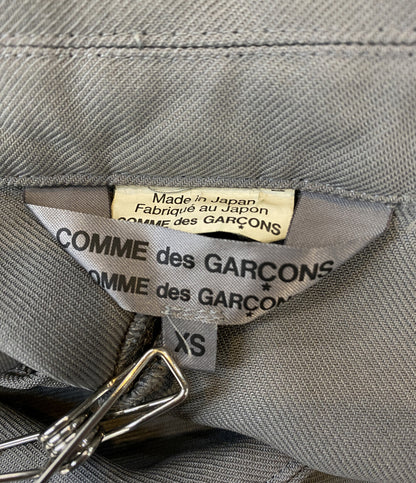 Made in Japan
Fabriqué au Japon
COMME des GARÇONS
COMME des GARÇONS
COMME des GARÇONS
XS